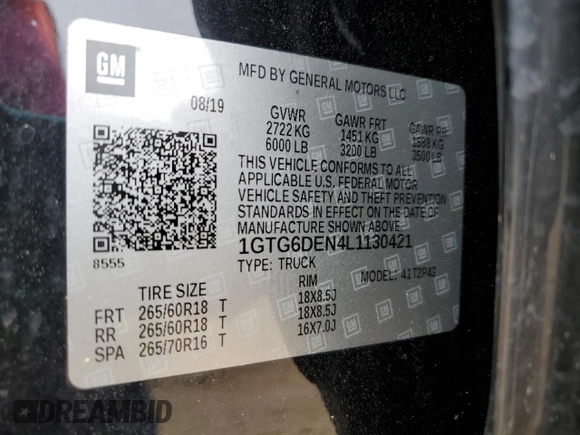 GM
MFD BY GENERAL MOTORS LLC
08/19
GVWR GAWR FRT GAWR RR
2722 KG 1451 KG 1588 KG
6000 LB 3200 LB 3500 LB
THIS VEHICLE CONFORMS TO ALL
APPLICABLE U.S. FEDERAL MOTOR
VEHICLE SAFETY AND THEFT PREVENTION
STANDARDS IN EFFECT ON THE DATE OF
MANUFACTURE SHOWN ABOVE.
1GTG6DEN4L1130421
8555
TYPE: TRUCK MODEL: 41T2P43
TIRE SIZE RIM
FRT 265/60R18 T 18X8.5J
RR 265/60R18 T 18X8.5J
SPA 265/70R16 T 16X7.0J
DREAMBID